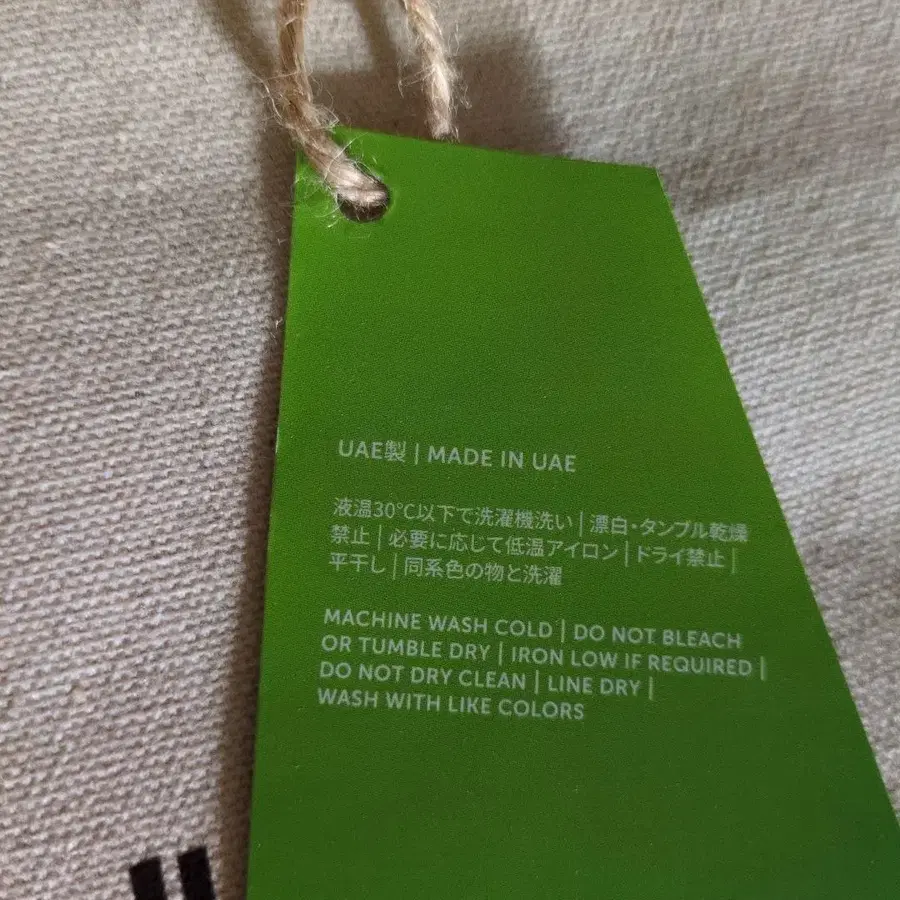 UAE製 | MADE IN UAE
液温30℃以下で洗濯機洗い | 漂白・タンブル乾燥
禁止 | 必要に応じて低温アイロン | ドライ禁止 |
平干し | 同系色の物と洗濯
MACHINE WASH COLD | DO NOT BLEACH
OR TUMBLE DRY | IRON LOW IF REQUIRED |
DO NOT DRY CLEAN | LINE DRY |
WASH WITH LIKE COLORS